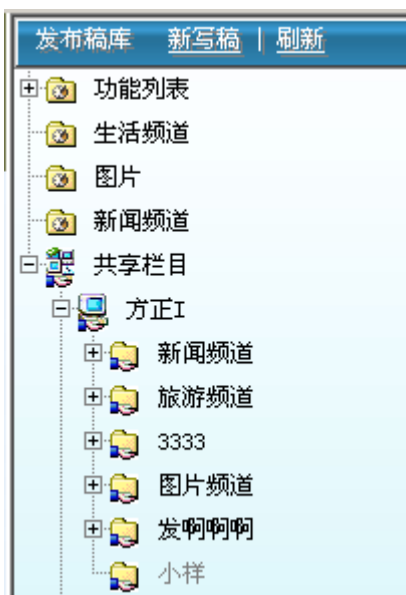 发布稿库 新写稿 | 刷新
功能列表
生活频道
图片
新闻频道
共享栏目
方正I
新闻频道
旅游频道
3333
图片频道
发啊啊啊
小样